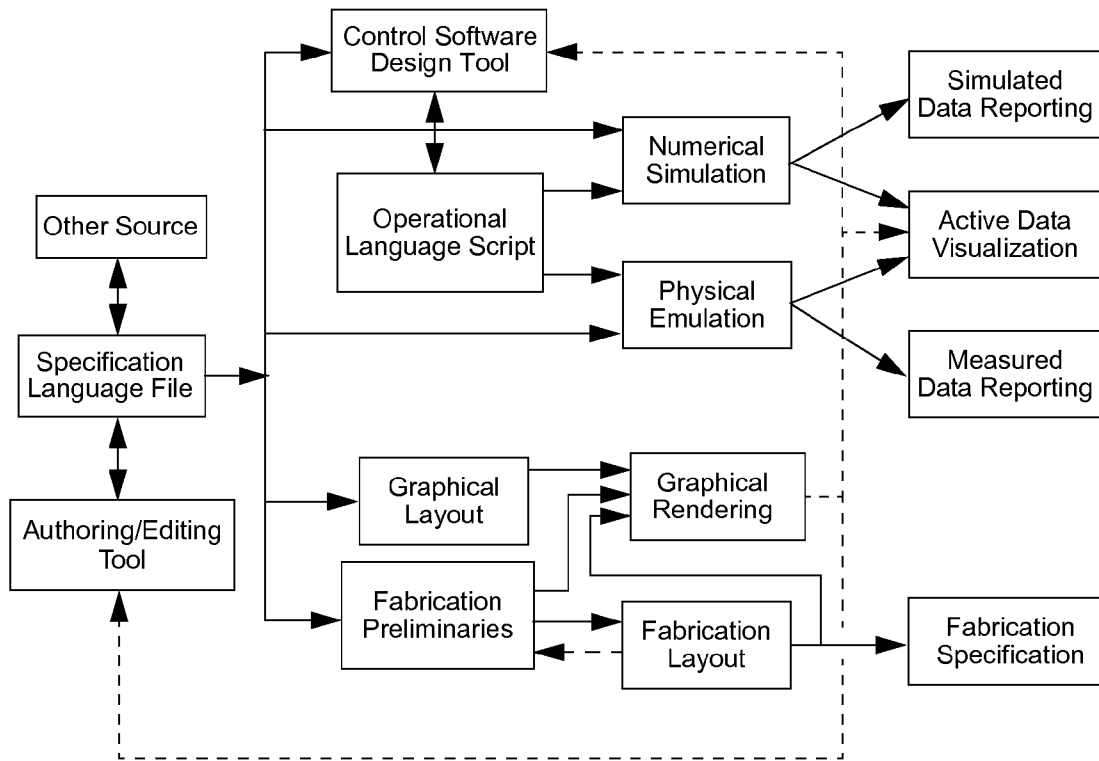 Control Software
Design Tool
Simulated
Data Reporting
Numerical
Simulation
Other Source
Operational
Language Script
Active Data
Visualization
Physical
Emulation
Specification
Language File
Measured
Data Reporting
Graphical
Layout
Graphical
Rendering
Authoring/Editing
Tool
Fabrication
Preliminaries
Fabrication
Layout
Fabrication
Specification